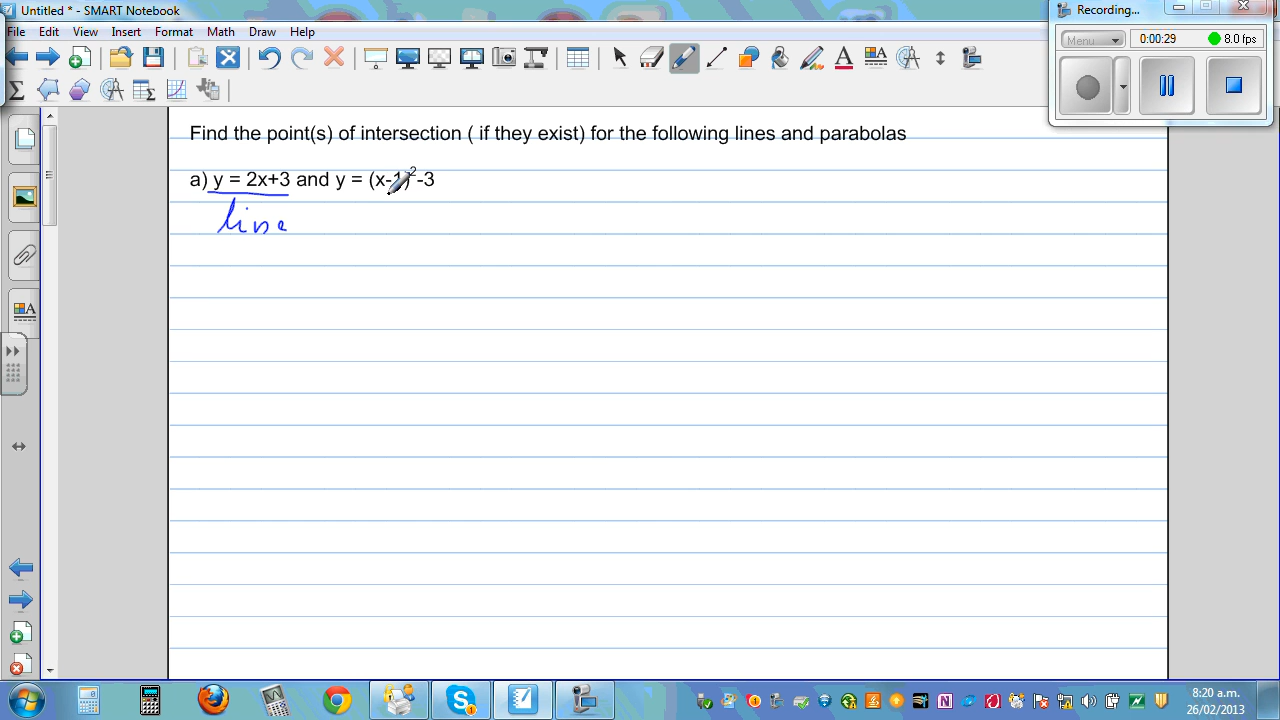 Untitled * - SMART Notebook
File Edit View Insert Format Math Draw Help
Recording...
Menu 0:00:29 8.0 fps
Find the point(s) of intersection ( if they exist) for the following lines and parabolas
a) y = 2x+3 and y = (x-1)²-3
line
8:20 a.m.
26/02/2013